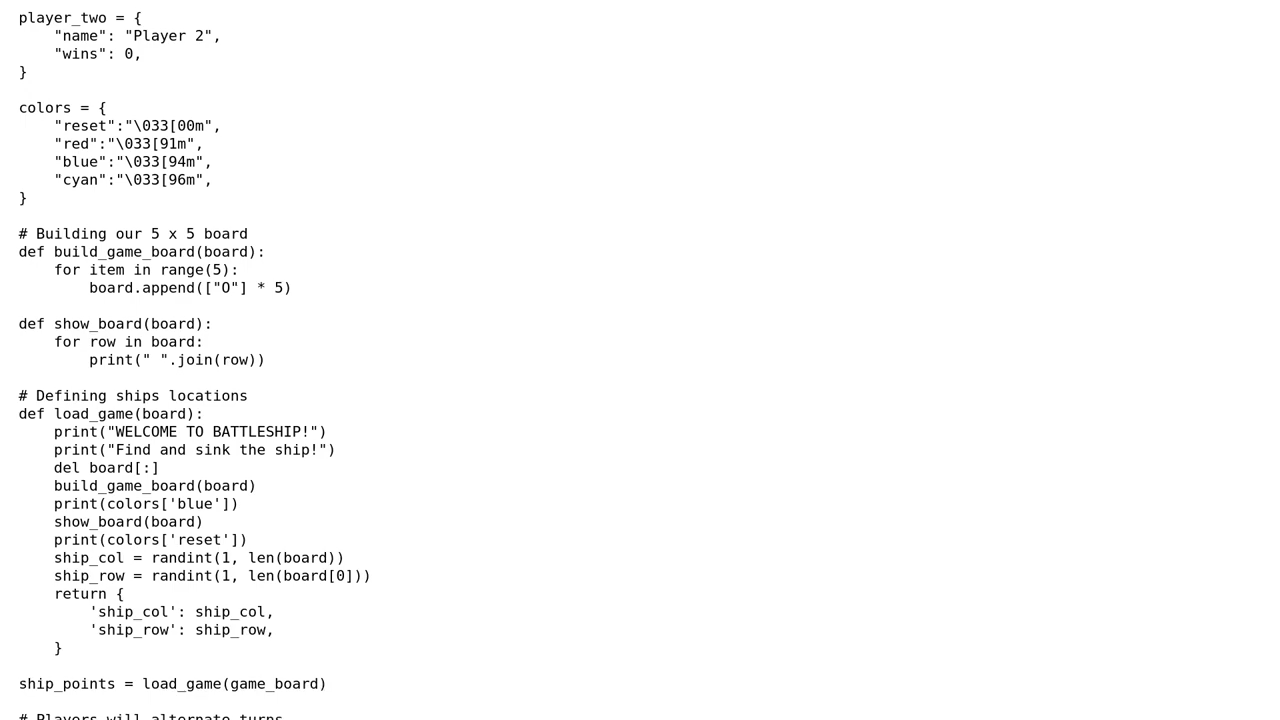 player_two = {
    "name": "Player 2",
    "wins": 0,
}

colors = {
    "reset":"\033[00m",
    "red":"\033[91m",
    "blue":"\033[94m",
    "cyan":"\033[96m",
}

# Building our 5 x 5 board
def build_game_board(board):
    for item in range(5):
        board.append(["O"] * 5)

def show_board(board):
    for row in board:
        print(" ".join(row))

# Defining ships locations
def load_game(board):
    print("WELCOME TO BATTLESHIP!")
    print("Find and sink the ship!")
    del board[:]
    build_game_board(board)
    print(colors['blue'])
    show_board(board)
    print(colors['reset'])
    ship_col = randint(1, len(board))
    ship_row = randint(1, len(board[0]))
    return {
        'ship_col': ship_col,
        'ship_row': ship_row,
    }

ship_points = load_game(game_board)

# Players will alternate turns